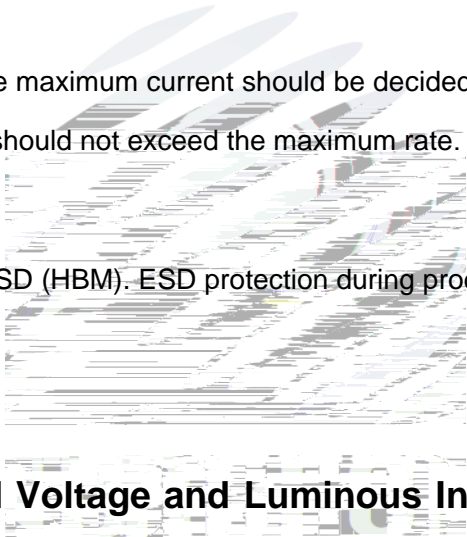 e maximum current should be decided
should not exceed the maximum rate.
SD (HBM). ESD protection during proc
Voltage and Luminous In